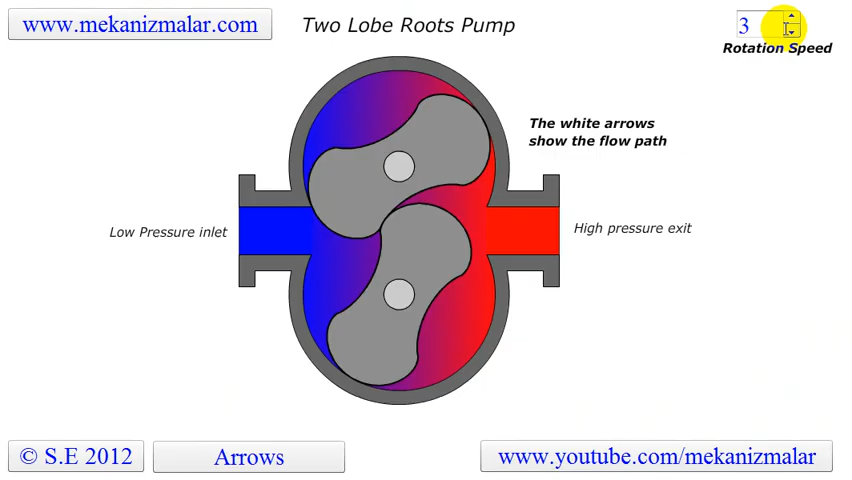 www.mekanizmalar.com
Two Lobe Roots Pump
3
Rotation Speed
The white arrows
show the flow path
Low Pressure inlet
High pressure exit
© S.E 2012
Arrows
www.youtube.com/mekanizmalar